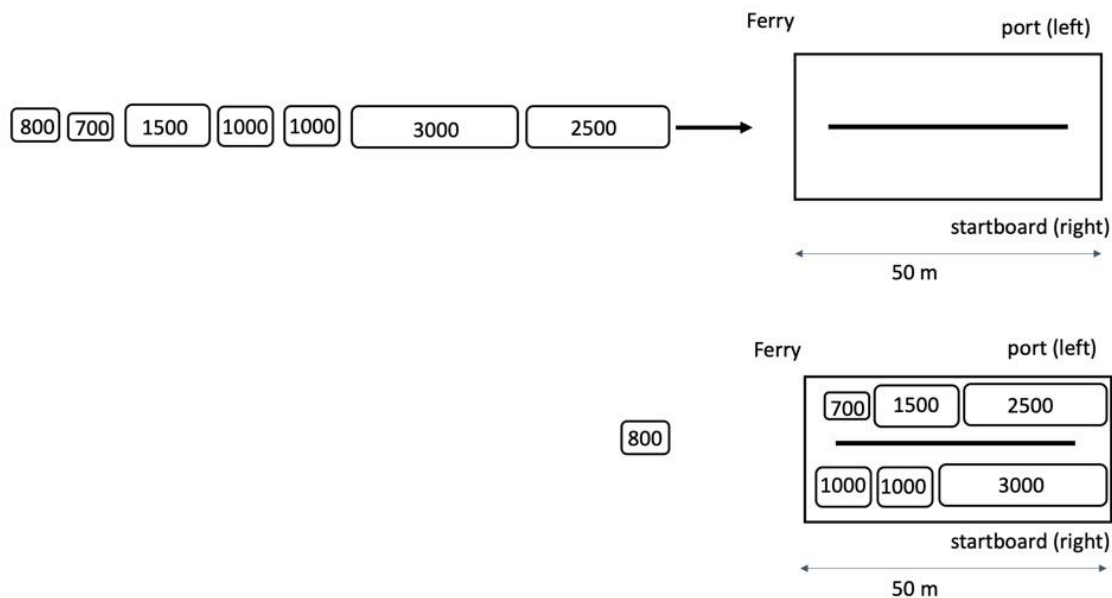 Ferry
port (left)
800 700 1500 1000 1000 3000 2500
startboard (right)
50 m
Ferry
port (left)
700 1500 2500
800
1000 1000 3000
startboard (right)
50 m